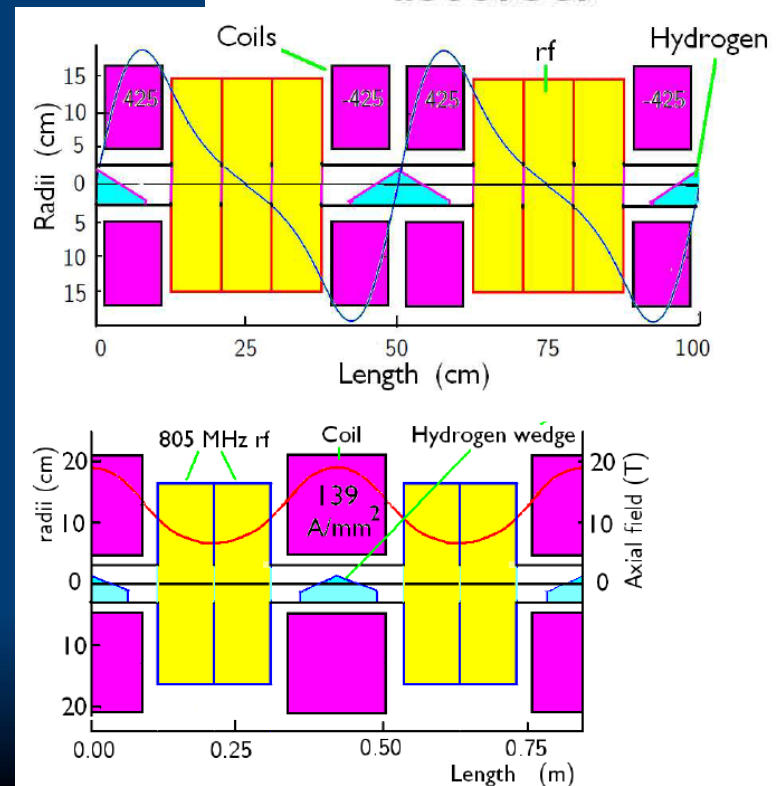 Coils
rf
Hydrogen
Radii (cm)
15
10
5
0
5
10
15
425
-425
425
-425
0
25
50
75
100
Length (cm)
805 MHz rf
Coil
Hydrogen wedge
radii (cm)
20
10
0
10
20
139
A/mm²
20
10
0
Axial field (T)
0.00
0.25
0.50
0.75
Length (m)